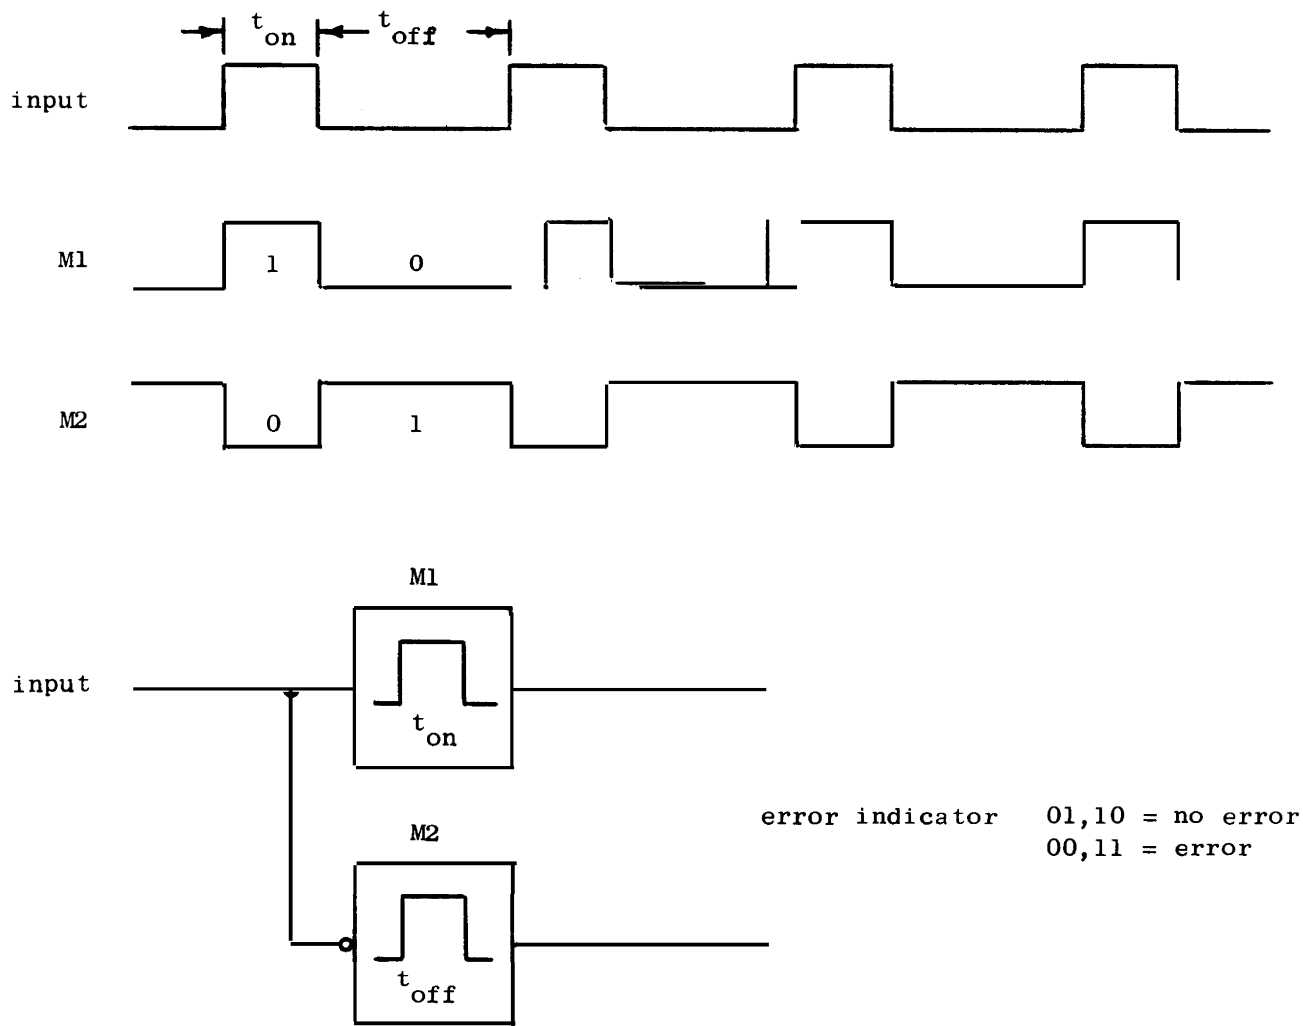 t on t off
input
M1 1 0
M2 0 1
M1
input
t on
M2
error indicator 01,10 = no error
00,11 = error
t off